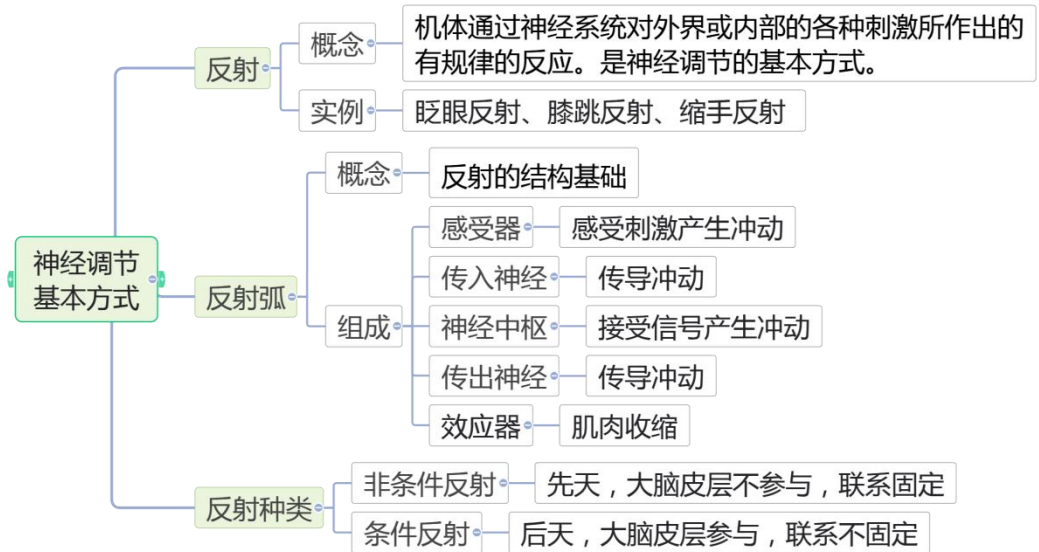 神经调节
基本方式
反射
概念
机体通过神经系统对外界或内部的各种刺激所作出的
有规律的反应。是神经调节的基本方式。
实例
眨眼反射、膝跳反射、缩手反射
反射弧
概念
反射的结构基础
组成
感受器
感受刺激产生冲动
传入神经
传导冲动
神经中枢
接受信号产生冲动
传出神经
传导冲动
效应器
肌肉收缩
反射种类
非条件反射
先天，大脑皮层不参与，联系固定
条件反射
后天，大脑皮层参与，联系不固定